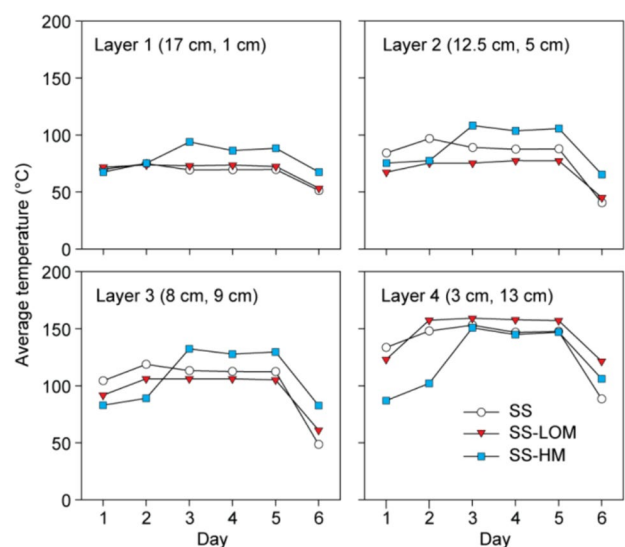 Average temperature (°C)
Layer 1 (17 cm, 1 cm)
200
150
100
50
0
Layer 2 (12.5 cm, 5 cm)
Layer 3 (8 cm, 9 cm)
200
150
100
50
0
1 2 3 4 5 6
Day
Layer 4 (3 cm, 13 cm)
SS
SS-LOM
SS-HM
1 2 3 4 5 6
Day